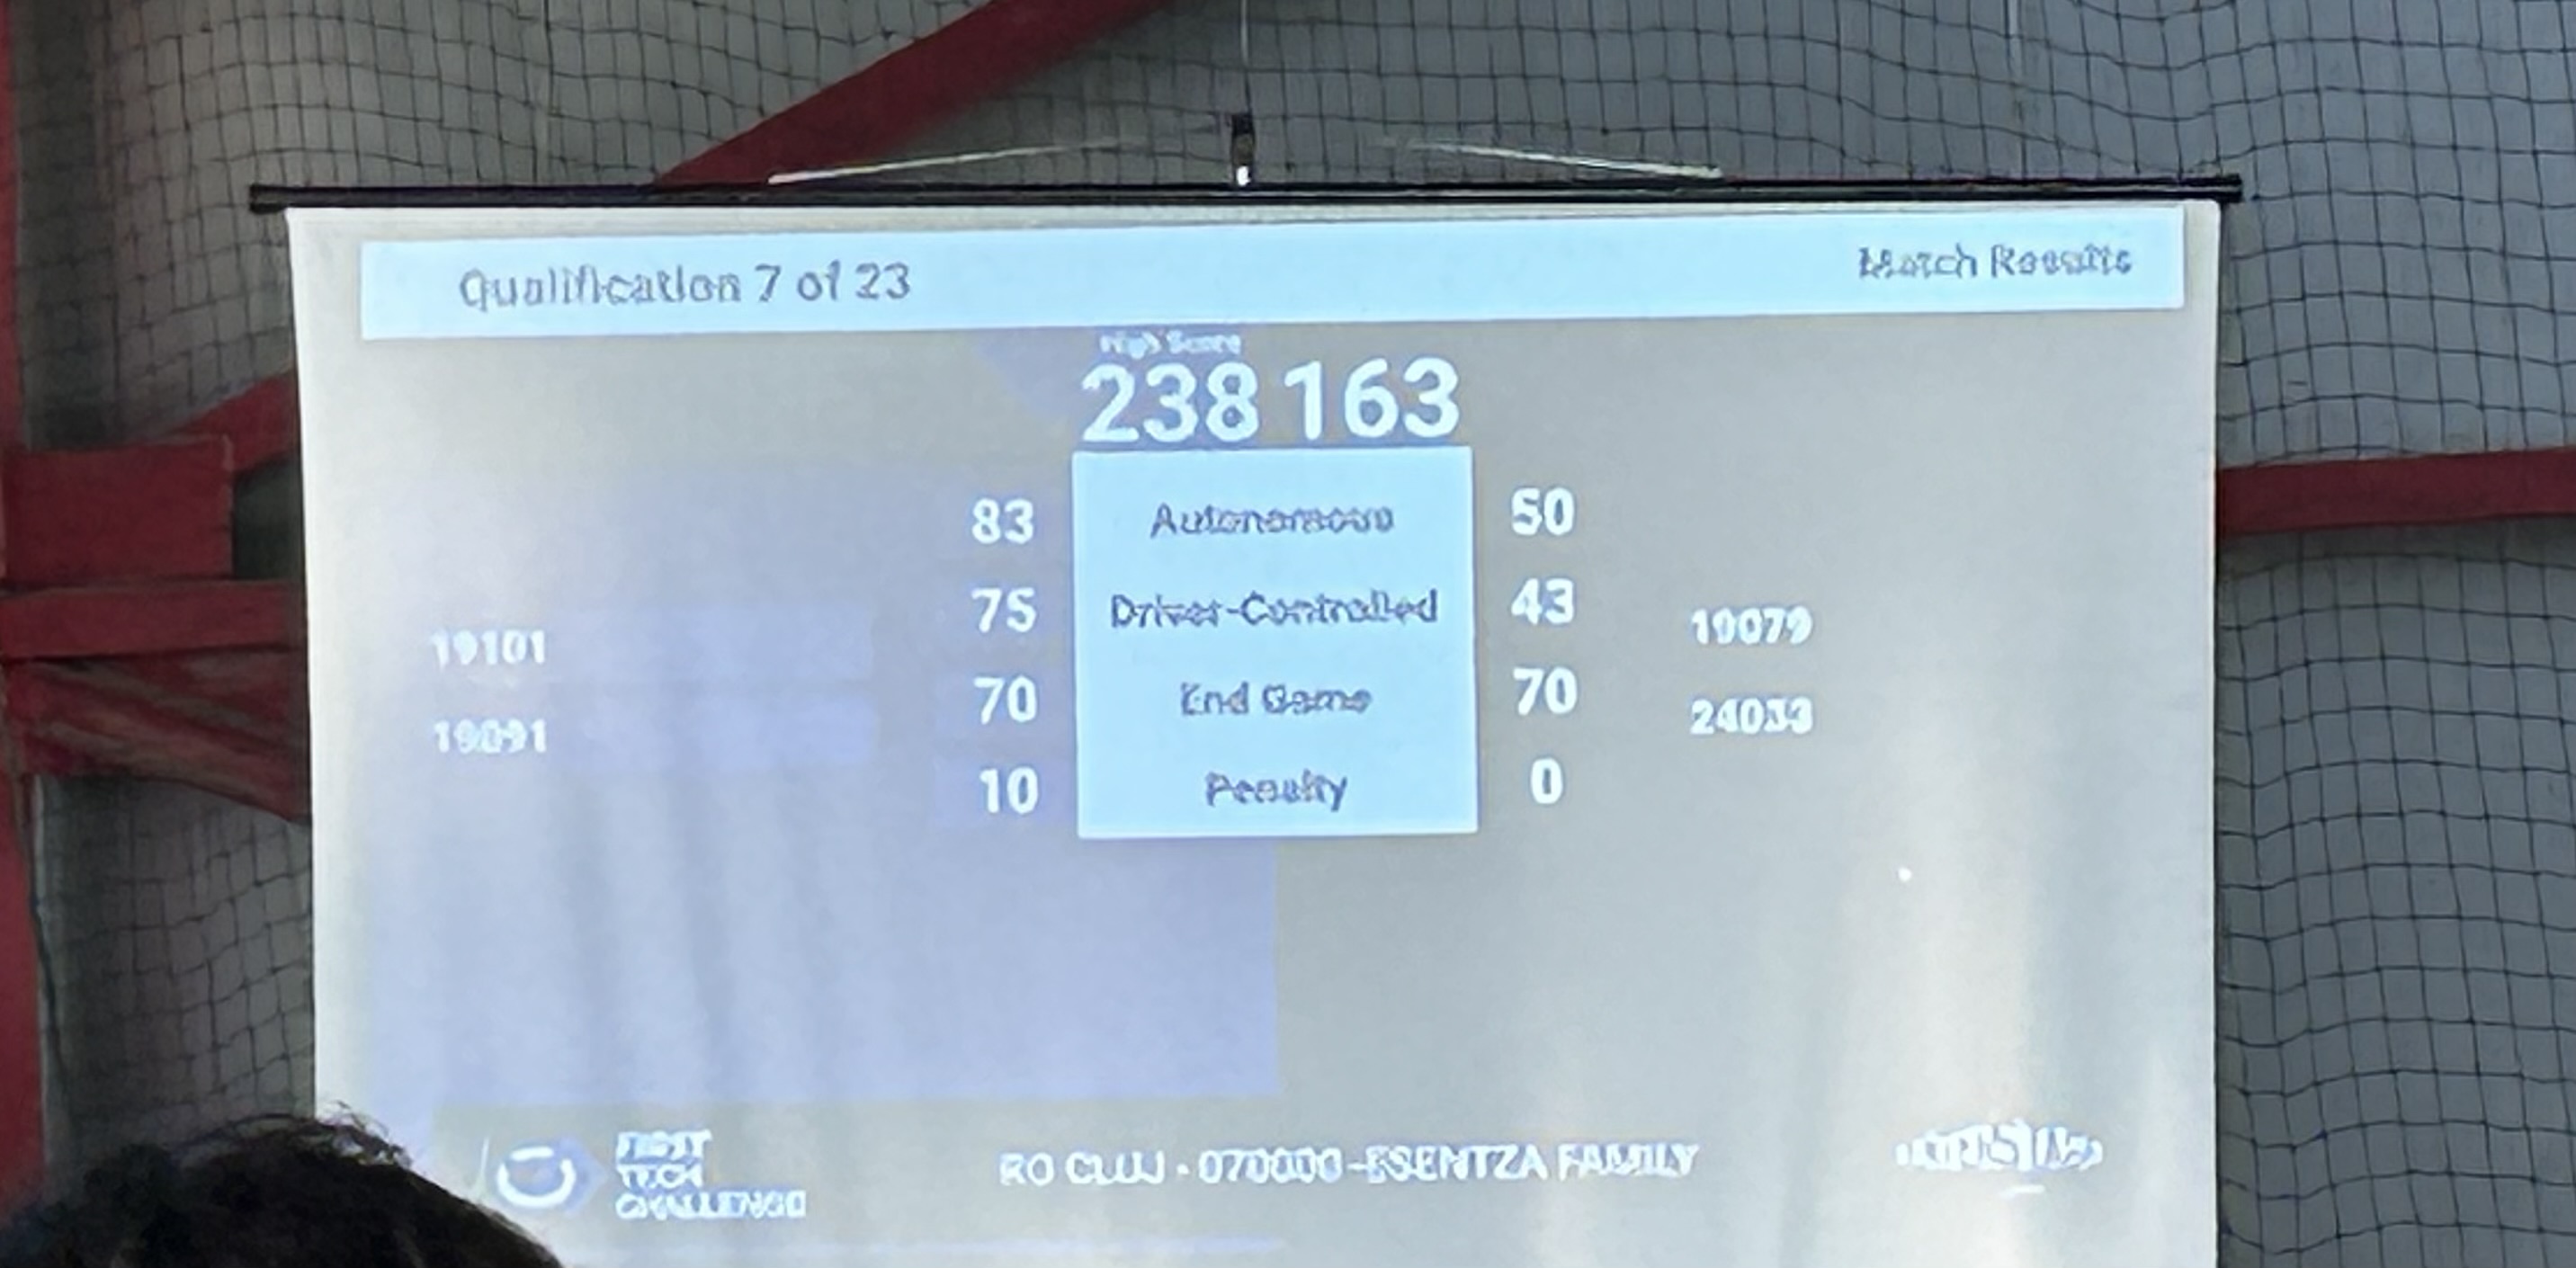 Qualification 7 of 23
Match Results
High Score
238 163
83 Autonomous 50
75 Driver-Controlled 43
19101
19079
70 End Game 70
19091
24033
10 Penalty 0
FIRST
TECH
CHALLENGE
RO CLUJ - ESENTZA FAMILY